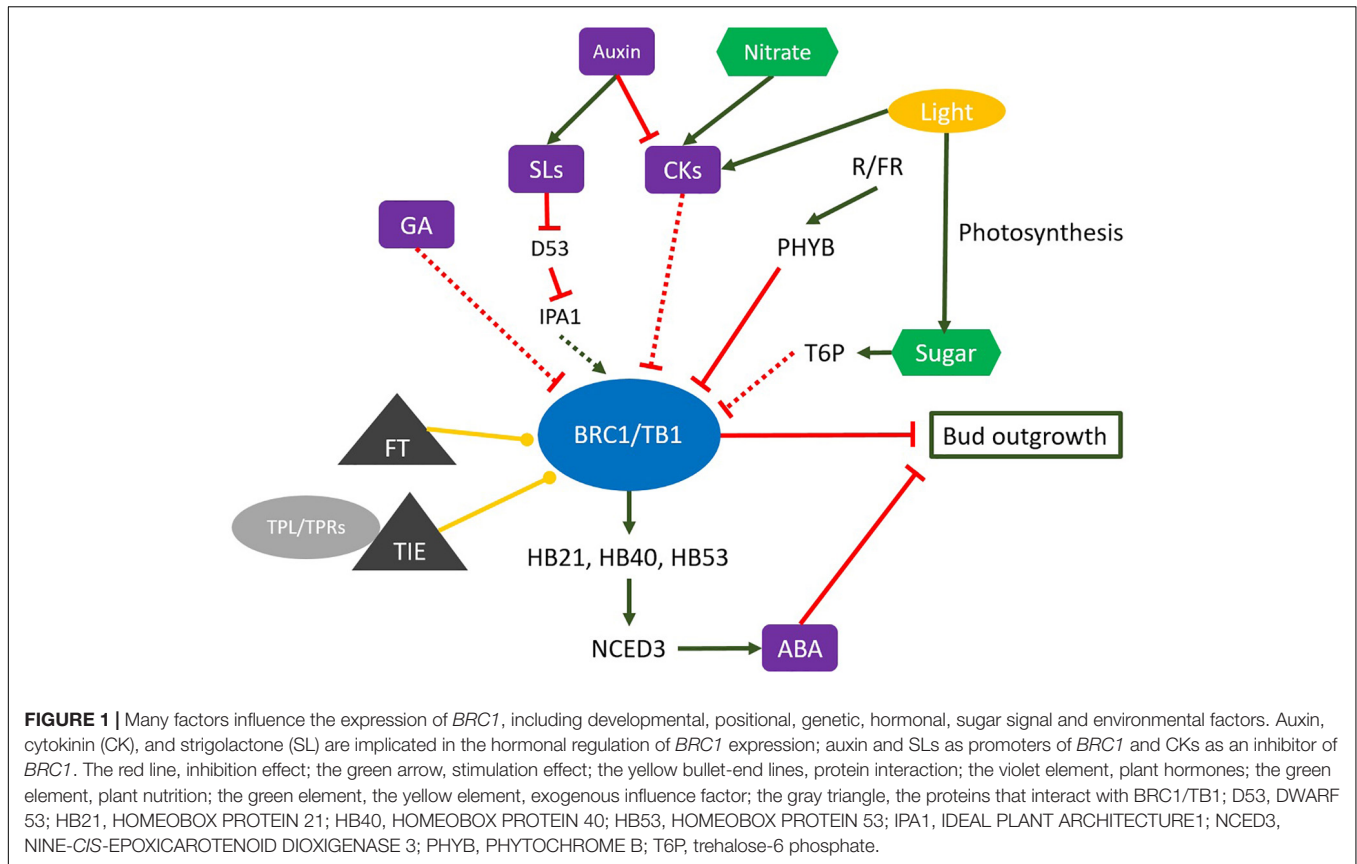 Auxin
Nitrate
Light
SLs
CKs
R/FR
GA
D53
PHYB
Photosynthesis
IPA1
T6P
Sugar
BRC1/TB1
Bud outgrowth
FT
TPL/TPRs
TIE
HB21, HB40, HB53
NCED3
ABA
FIGURE 1 | Many factors influence the expression of BRC1, including developmental, positional, genetic, hormonal, sugar signal and environmental factors. Auxin,
cytokinin (CK), and strigolactone (SL) are implicated in the hormonal regulation of BRC1 expression; auxin and SLs as promoters of BRC1 and CKs as an inhibitor of
BRC1. The red line, inhibition effect; the green arrow, stimulation effect; the yellow bullet-end lines, protein interaction; the violet element, plant hormones; the green
element, plant nutrition; the green element, the yellow element, exogenous influence factor; the gray triangle, the proteins that interact with BRC1/TB1; D53, DWARF
53; HB21, HOMEOBOX PROTEIN 21; HB40, HOMEOBOX PROTEIN 40; HB53, HOMEOBOX PROTEIN 53; IPA1, IDEAL PLANT ARCHITECTURE1; NCED3,
NINE-CIS-EPOXICAROTENOID DIOXIGENASE 3; PHYB, PHYTOCHROME B; T6P, trehalose-6 phosphate.